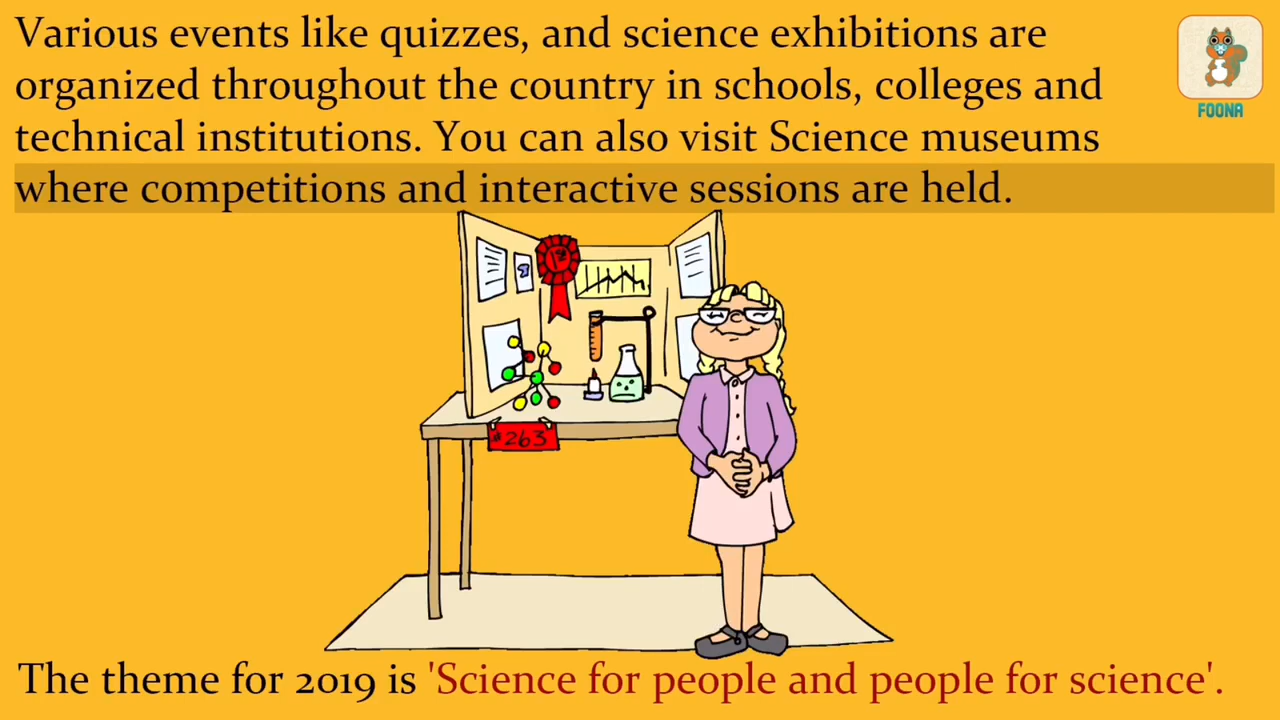 Various events like quizzes, and science exhibitions are
organized throughout the country in schools, colleges and
technical institutions. You can also visit Science museums
where competitions and interactive sessions are held.
FOONA
#263
The theme for 2019 is 'Science for people and people for science'.